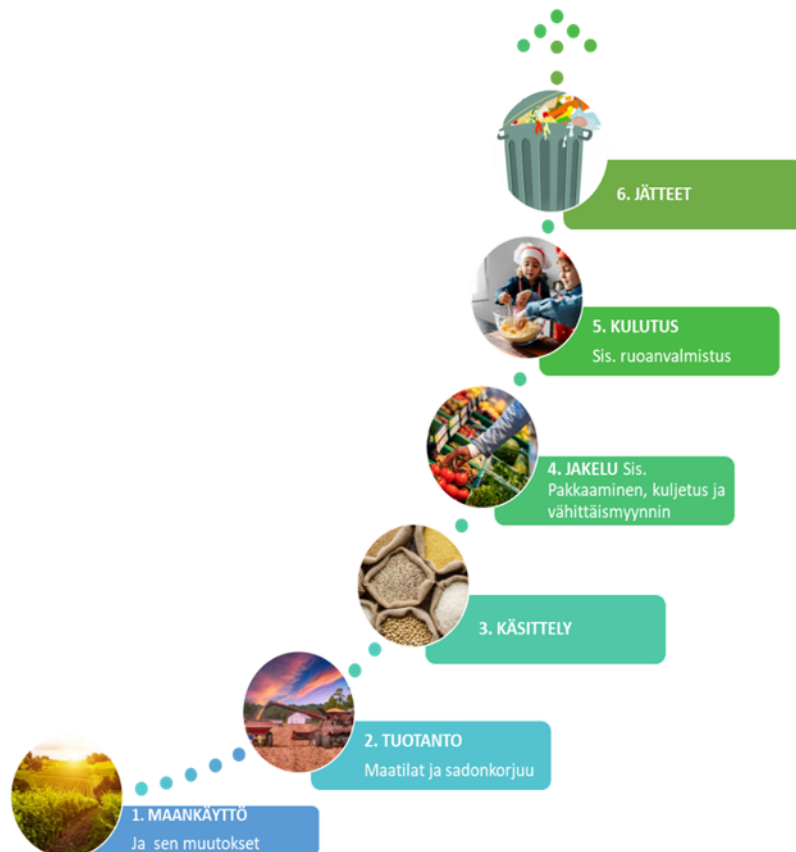 6. JÄTTEET
5. KULUTUS
Sis. ruoanvalmistus
4. JAKELU Sis.
Pakkaaminen, kuljetus ja
vähittäismyynnin
3. KÄSITTELY
2. TUOTANTO
Maatilat ja sadonkorjuu
1. MAANKÄYTTÖ
Ja sen muutokset